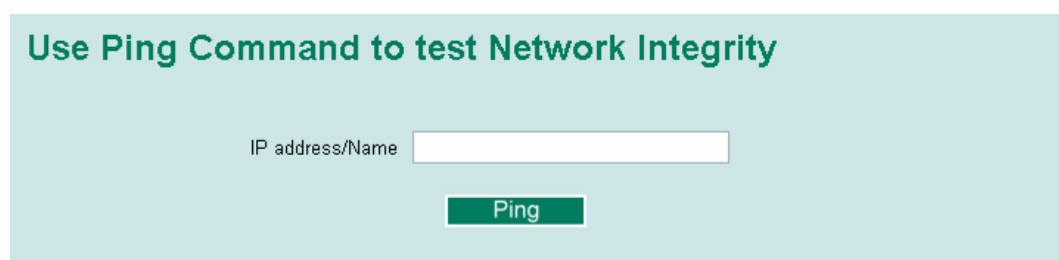 Use Ping Command to test Network Integrity
IP address/Name
Ping